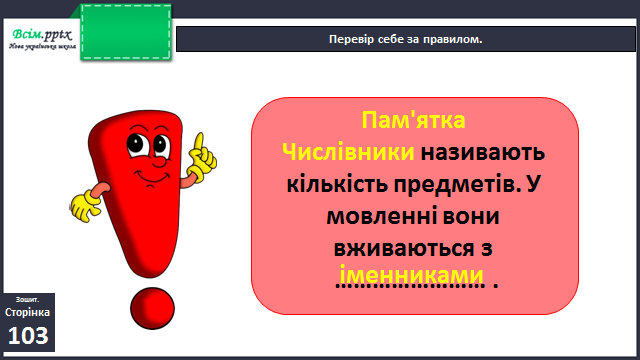 Всім.pptx
Нова українська школа
Перевір себе за правилом.
Пам'ятка
Числівники називають
кількість предметів. У
мовленні вони
вживаються з
іменниками
...................... .
Зошит.
Сторінка
103